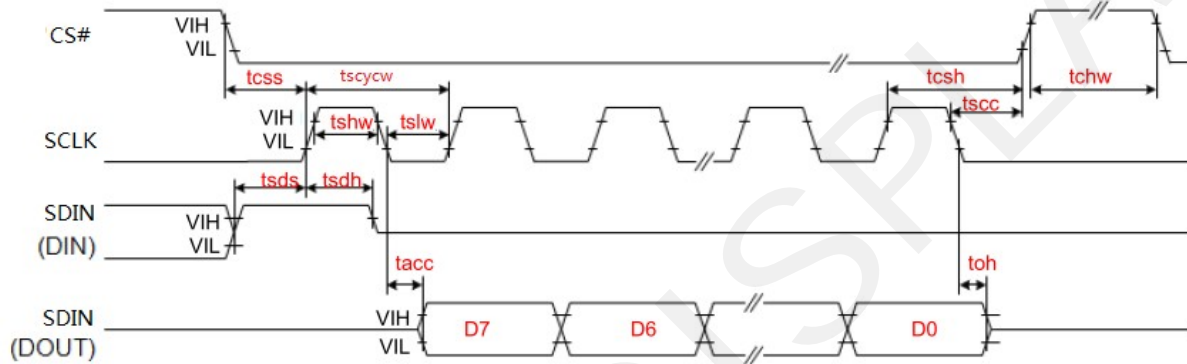 CS#
VIH
VIL
tcss
tscycw
tcsh
tchw
tscc
SCLK
VIH
VIL
tshw
tslw
tsds
tsdh
SDIN
(DIN)
VIH
VIL
tacc
toh
SDIN
(DOUT)
VIH
VIL
D7
D6
D0
ISPLA